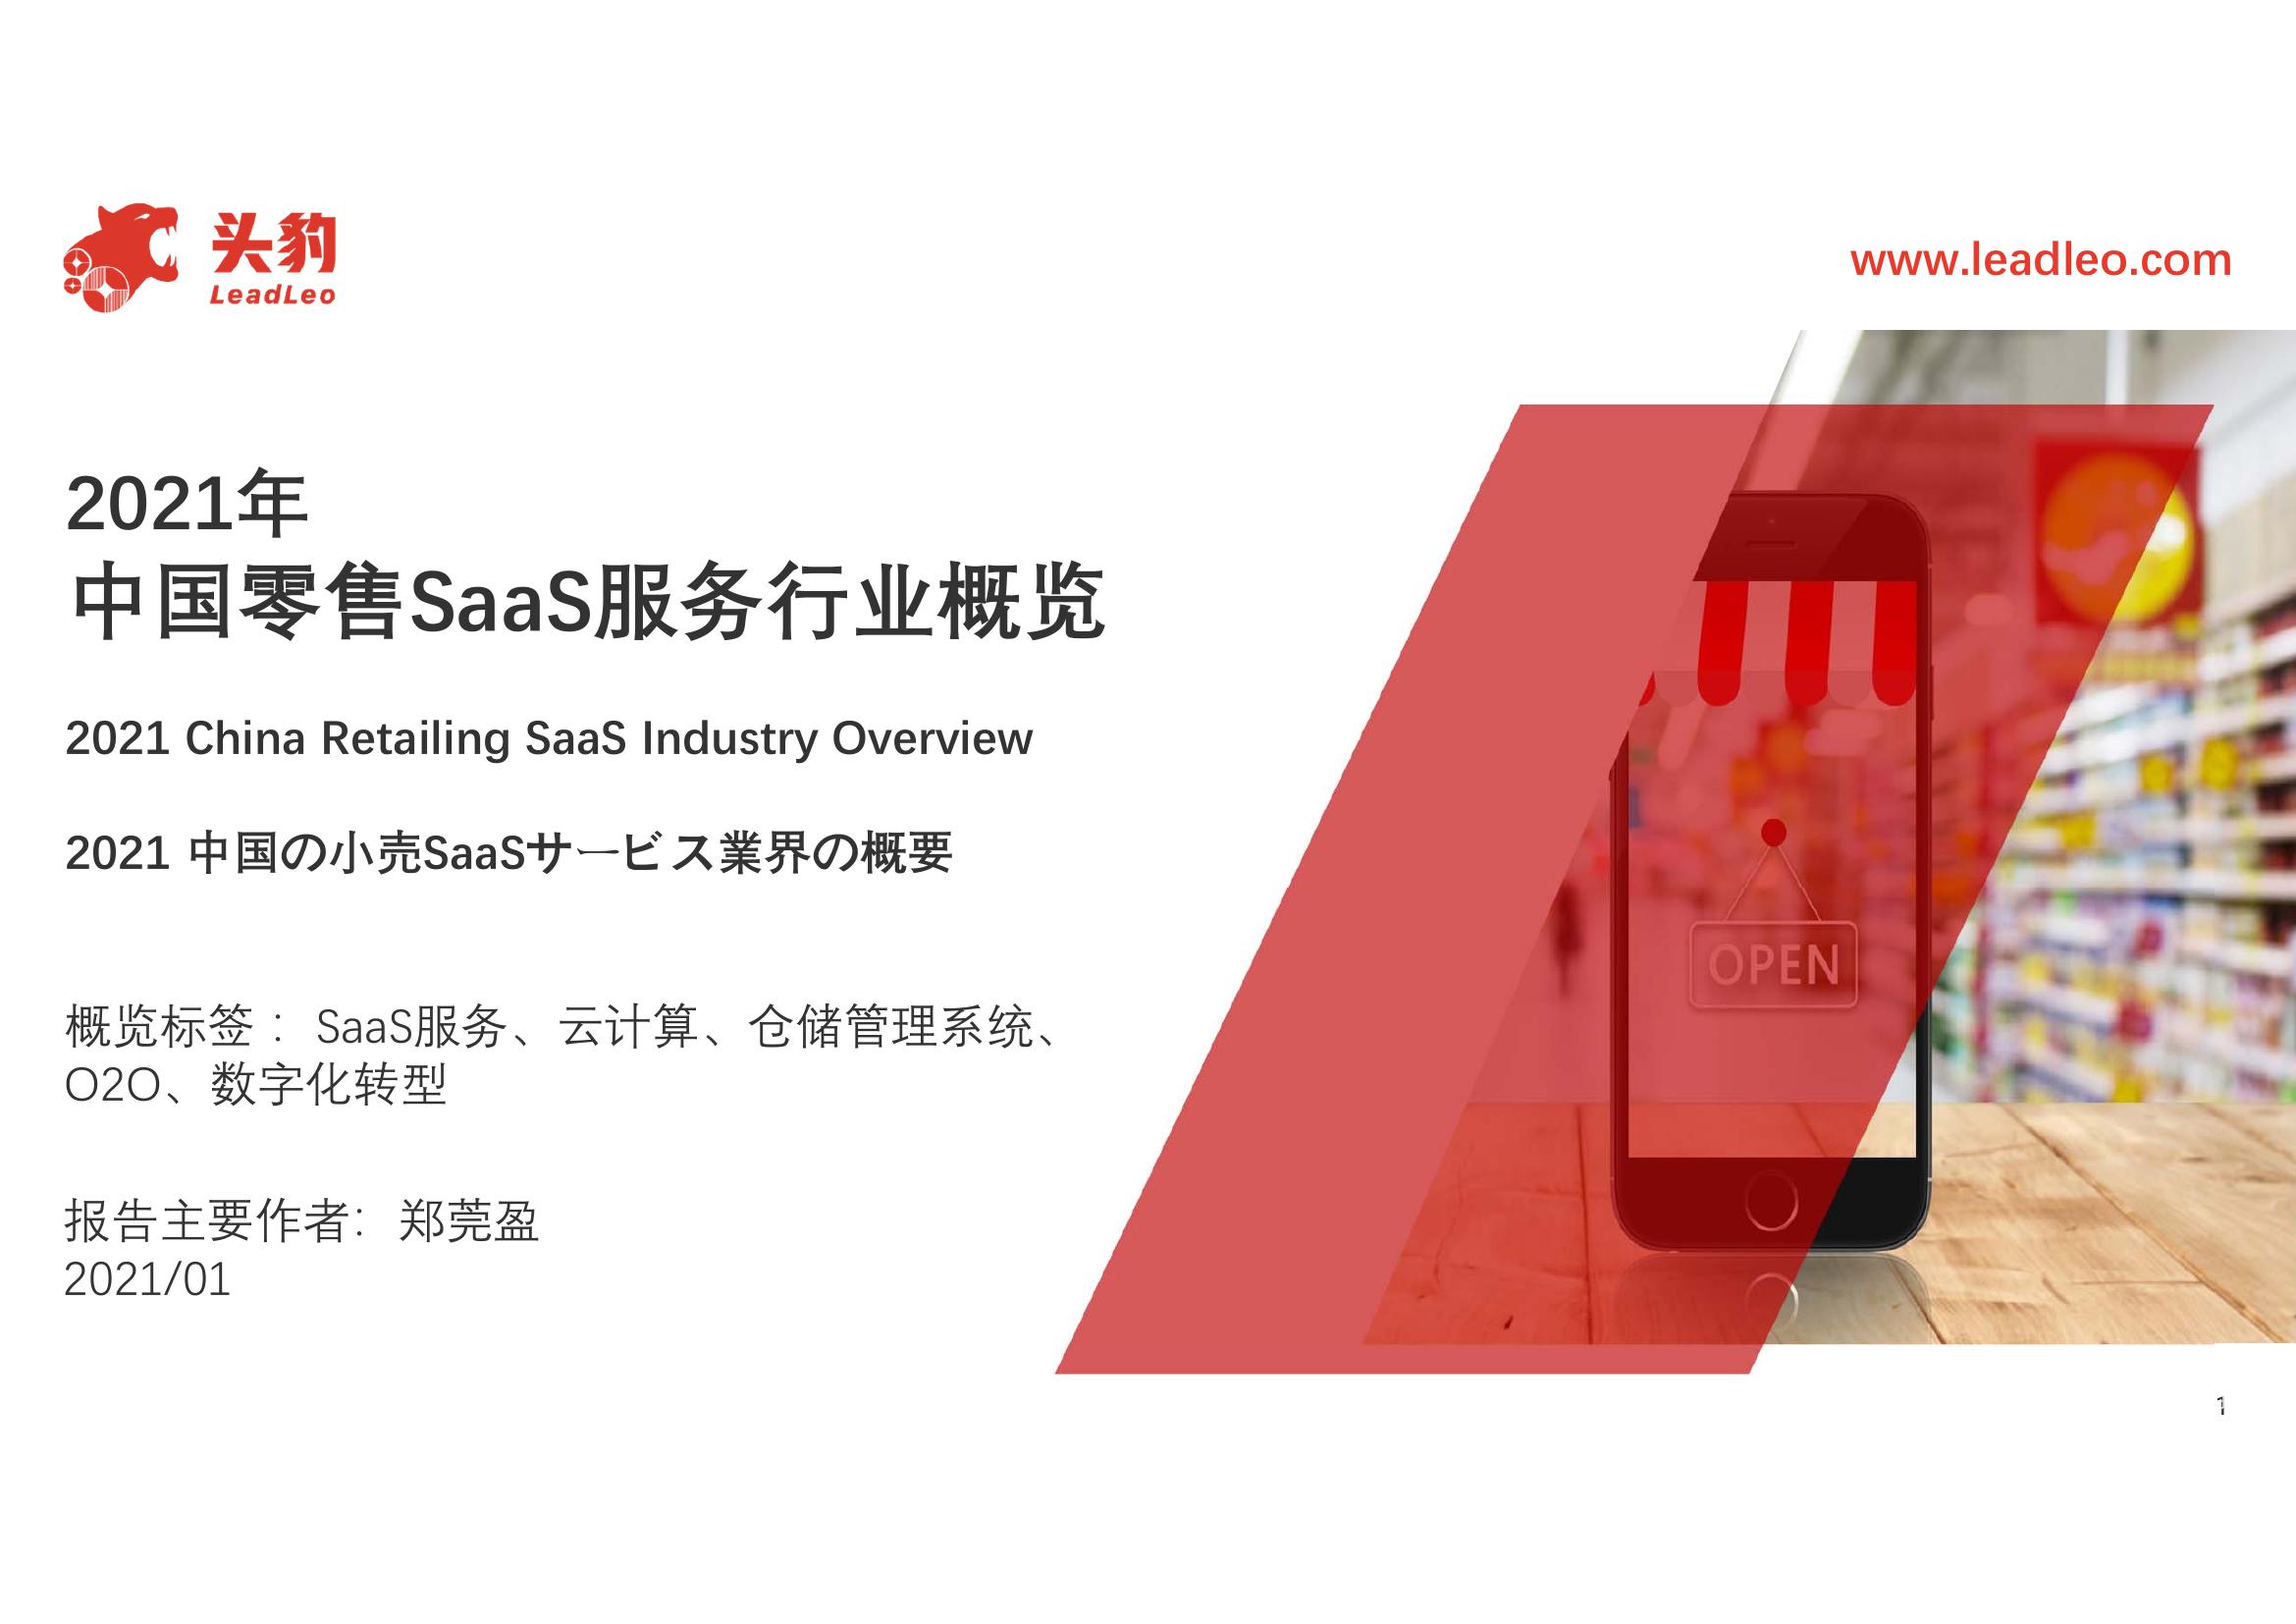 头豹
LeadLeo
www.leadleo.com
2021年
中国零售SaaS服务行业概览
2021 China Retailing SaaS Industry Overview
2021 中国の小売SaaSサービス業界の概要
概览标签： SaaS服务、云计算、仓储管理系统、
O2O、数字化转型
报告主要作者：郑莞盈
2021/01
OPEN
1